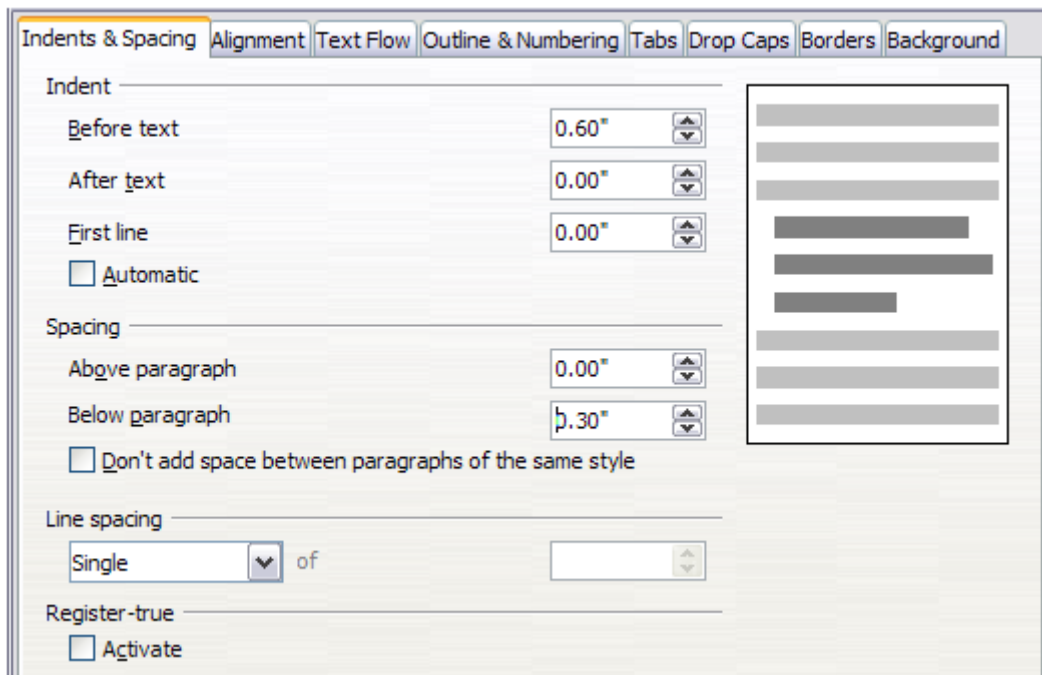 Indents & Spacing Alignment Text Flow Outline & Numbering Tabs Drop Caps Borders Background
Indent
Before text 0.60"
After text 0.00"
First line 0.00"
Automatic
Spacing
Above paragraph 0.00"
Below paragraph 0.30"
Don't add space between paragraphs of the same style
Line spacing
Single of
Register-true
Activate